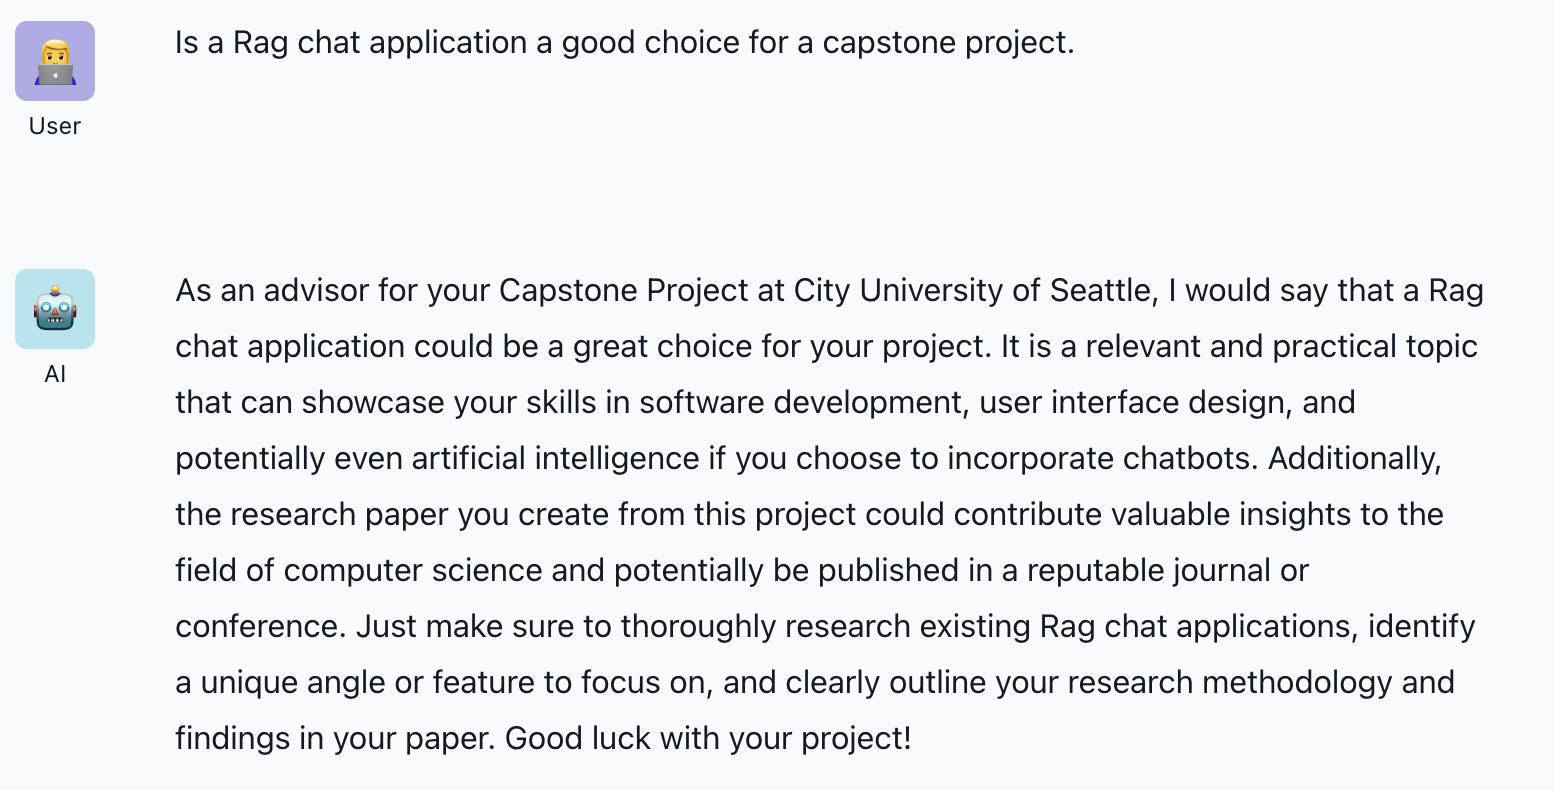 Is a Rag chat application a good choice for a capstone project.
User
As an advisor for your Capstone Project at City University of Seattle, I would say that a Rag
chat application could be a great choice for your project. It is a relevant and practical topic
AI
that can showcase your skills in software development, user interface design, and
potentially even artificial intelligence if you choose to incorporate chatbots. Additionally,
the research paper you create from this project could contribute valuable insights to the
field of computer science and potentially be published in a reputable journal or
conference. Just make sure to thoroughly research existing Rag chat applications, identify
a unique angle or feature to focus on, and clearly outline your research methodology and
findings in your paper. Good luck with your project!